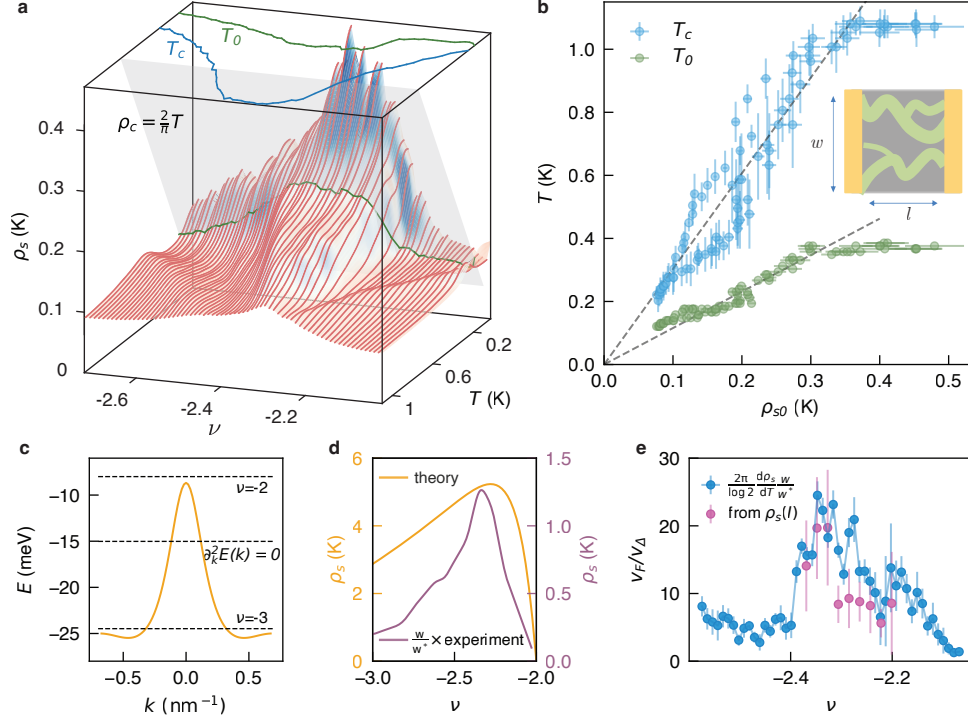 a
T_c
T_0
ρ_c = 2/π T
ρ_s (K)
0.4
0.3
0.2
0.1
0
-2.6
-2.4
-2.2
ν
0.2
0.6
1
T (K)
b
T_c
T_0
w
l
T (K)
1.0
0.8
0.6
0.4
0.2
0.0
0.0
0.1
0.2
0.3
0.4
0.5
ρ_s0 (K)
c
E (meV)
−10
−15
−20
−25
ν=-2
∂_k^2E(k) = 0
ν=-3
−0.5
0.0
0.5
k (nm⁻¹)
d
theory
w/w* × experiment
ρ_s (K)
6
4
2
0
1.5
1.0
0.5
0.0
ρ_s (K)
−3.0
−2.5
−2.0
ν
e
2π/log 2 dρ_s/dT w/w*
from ρ_s(l)
v_F/v_Δ
30
20
10
0
−2.4
−2.2
ν